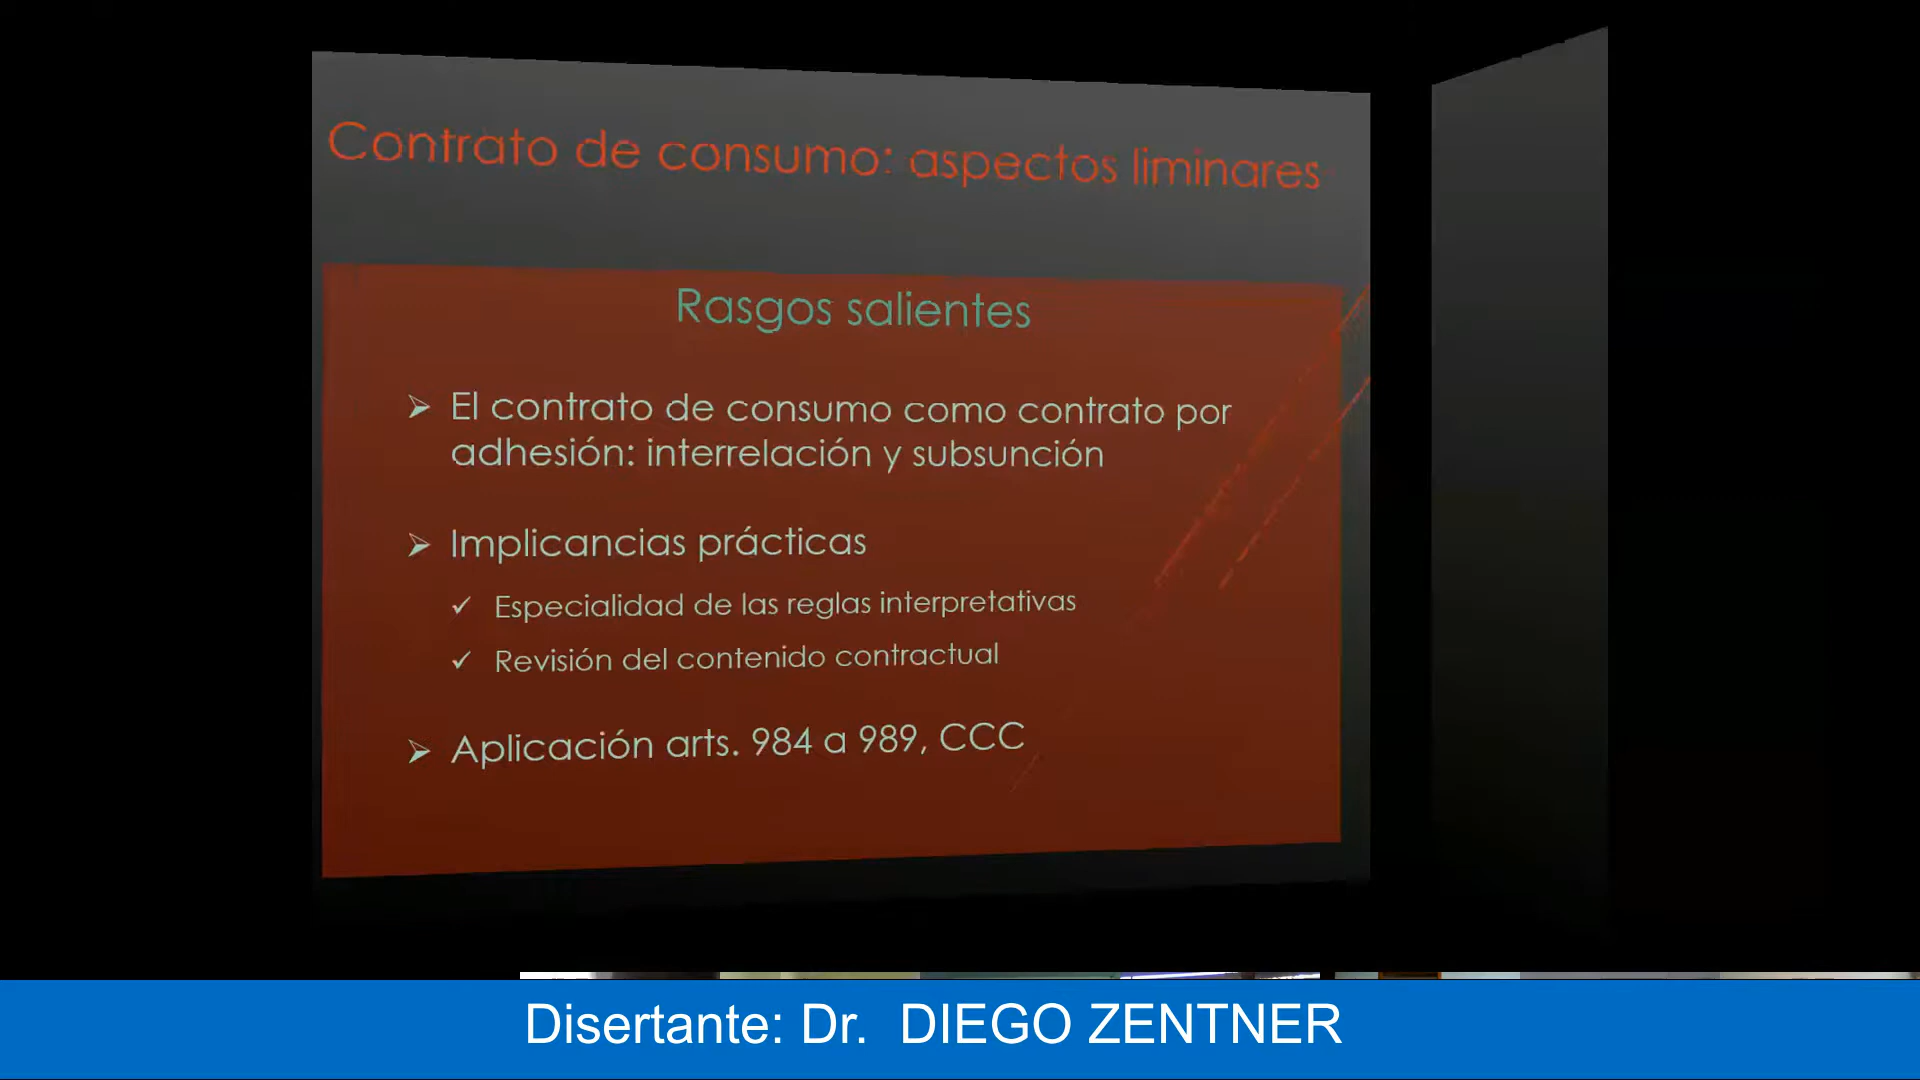 Contrato de consumo: aspectos liminares
Rasgos salientes
➢ El contrato de consumo como contrato por
adhesión: interrelación y subsunción
➢ Implicancias prácticas
✓ Especialidad de las reglas interpretativas
✓ Revisión del contenido contractual
➢ Aplicación arts. 984 a 989, CCC
Disertante: Dr. DIEGO ZENTNER